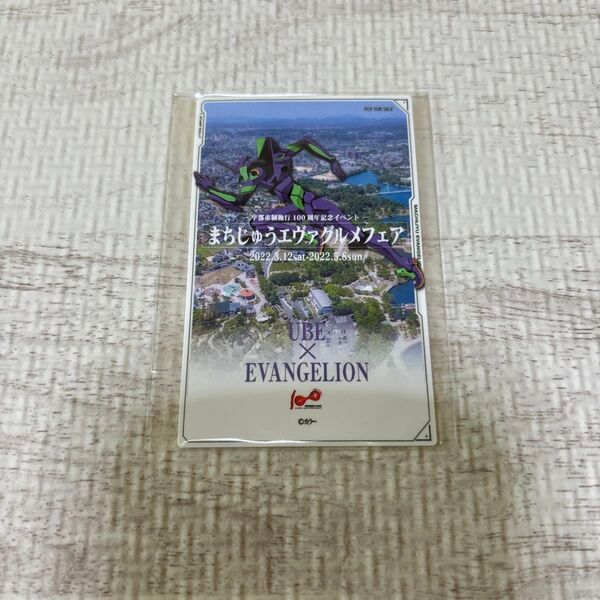 NOT FOR SALE
宇部市制施行100周年記念イベント
まちじゅうエヴァグルメフェア
2022.3.12sat-2022.5.8sun
UBE
×
EVANGELION
100
©カラー